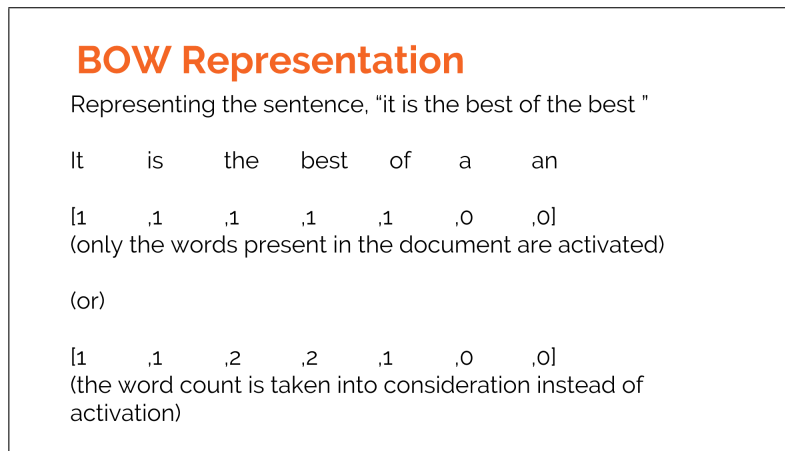 BOW Representation
Representing the sentence, “it is the best of the best ”
It is the best of a an
[1 ,1 ,1 ,1 ,1 ,0 ,0]
(only the words present in the document are activated)
(or)
[1 ,1 ,2 ,2 ,1 ,0 ,0]
(the word count is taken into consideration instead of
activation)